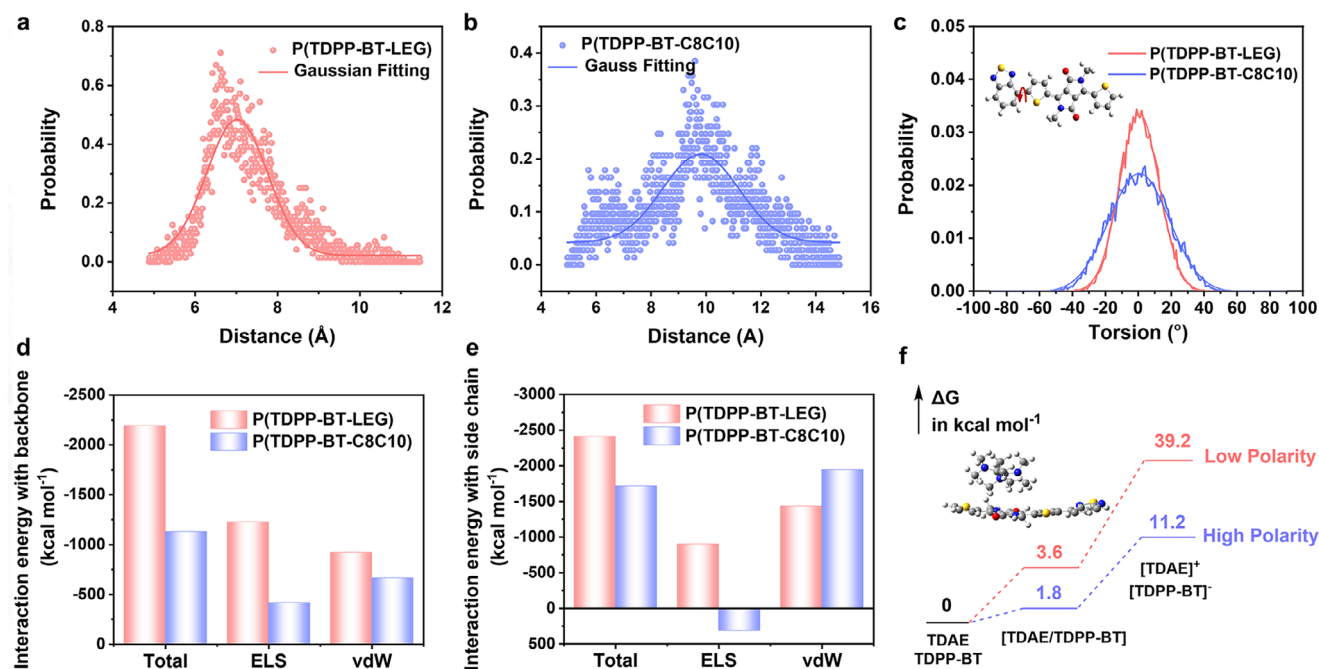 a
P(TDPP-BT-LEG)
Gaussian Fitting
Probability
0.8
0.6
0.4
0.2
0.0
4
6
8
10
12
Distance (Å)
b
P(TDPP-BT-C8C10)
Gauss Fitting
Probability
0.4
0.3
0.2
0.1
0.0
4
6
8
10
12
14
16
Distance (A)
c
P(TDPP-BT-LEG)
P(TDPP-BT-C8C10)
Probability
0.05
0.04
0.03
0.02
0.01
0.00
-100
-80
-60
-40
-20
0
20
40
60
80
100
Torsion (°)
d
P(TDPP-BT-LEG)
P(TDPP-BT-C8C10)
Interaction energy with backbone
(kcal mol⁻¹)
-2500
-2000
-1500
-1000
-500
0
Total
ELS
vdW
e
P(TDPP-BT-LEG)
P(TDPP-BT-C8C10)
Interaction energy with side chain
(kcal mol⁻¹)
-3000
-2500
-2000
-1500
-1000
-500
0
500
Total
ELS
vdW
f
ΔG
in kcal mol⁻¹
39.2
Low Polarity
11.2
High Polarity
3.6
[TDAE]⁺
[TDPP-BT]⁻
1.8
0
TDAE
TDPP-BT
[TDAE/TDPP-BT]